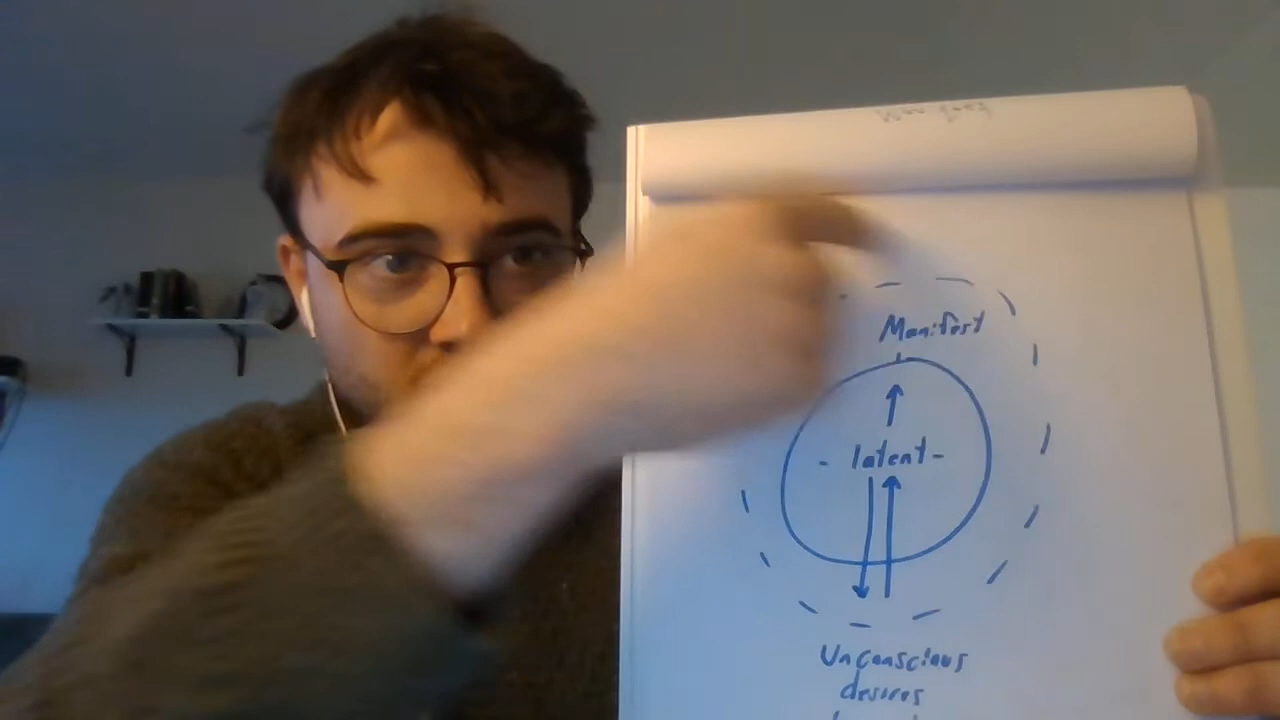 Manifest
- latent -
Unconscious
desires